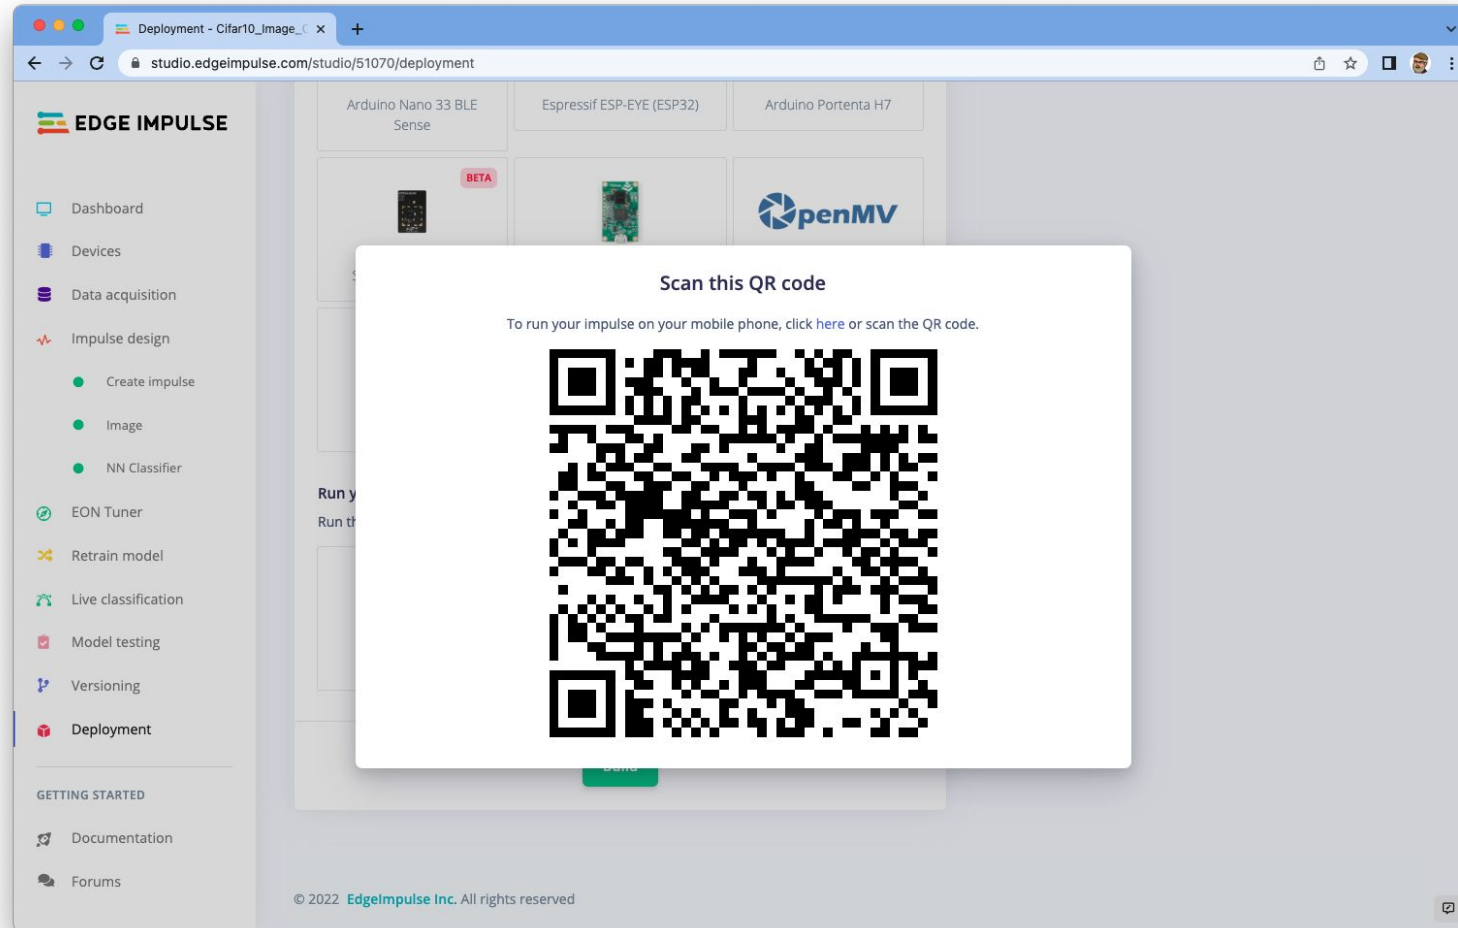 Deployment - Cifar10_Image_C
studio.edgeimpulse.com/studio/51070/deployment
EDGE IMPULSE
Dashboard
Devices
Data acquisition
Impulse design
Create impulse
Image
NN Classifier
EON Tuner
Retrain model
Live classification
Model testing
Versioning
Deployment
GETTING STARTED
Documentation
Forums
Arduino Nano 33 BLE
Sense
Espressif ESP-EYE (ESP32)
Arduino Portenta H7
BETA
OpenMV
Scan this QR code
To run your impulse on your mobile phone, click here or scan the QR code.
Run y
Run th
Build
© 2022 EdgeImpulse Inc. All rights reserved